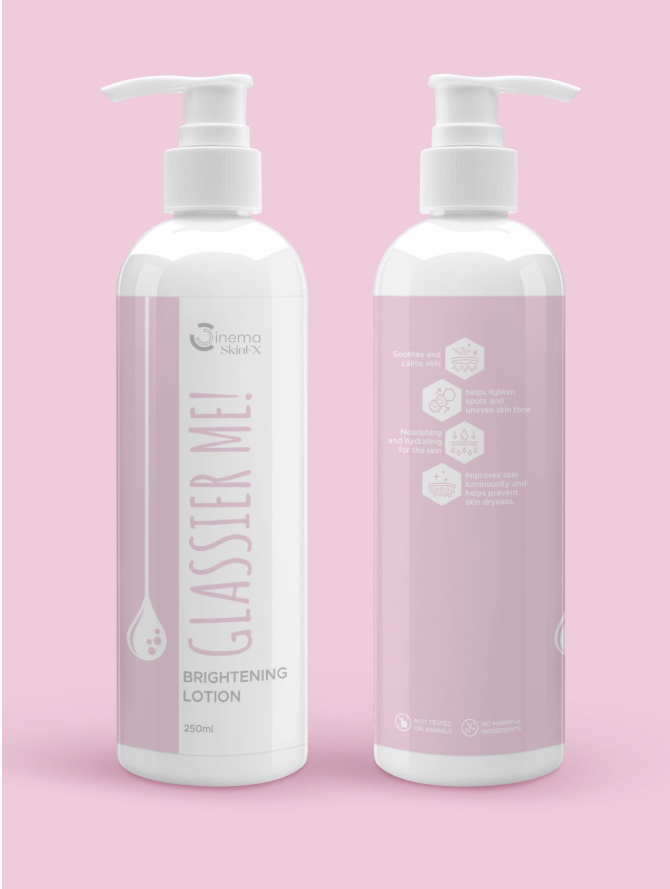 3inema
SkinFX
GLASSIER ME!
BRIGHTENING
LOTION
250ml
Soothes and
calms skin
helps lighten
spots and
uneven skin tone
Nourishing
and hydrating
for the skin
Improves skin
luminousity and
helps prevent
skin dryness.
NOT TESTED
ON ANIMALS
NO HARMFUL
INGREDIENTS